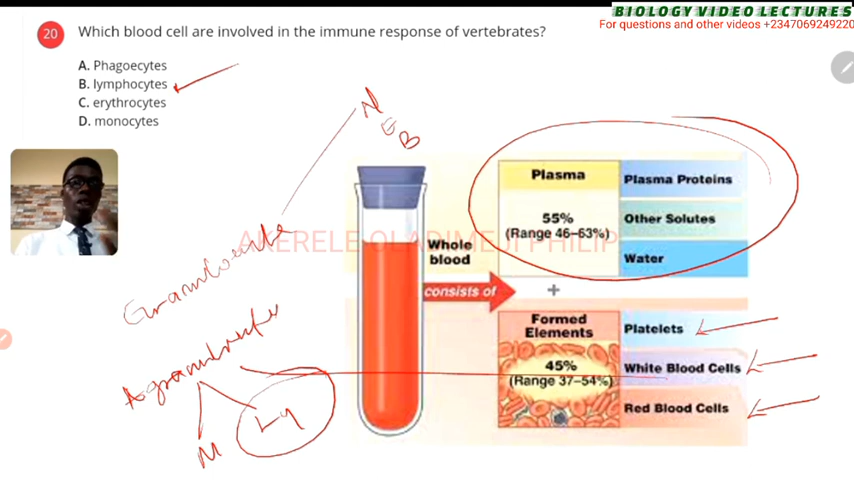 BIOLOGY VIDEO LECTURES
For questions and other videos +2347069249220
20 Which blood cell are involved in the immune response of vertebrates?
A. Phagoecytes
B. lymphocytes
C. erythrocytes
D. monocytes
N
E
B
Plasma
Plasma Proteins
55%
(Range 46–63%)
Other Solutes
Water
AKERELE OLADIMEJI PHILIP
Whole
blood
consists of
+
Formed
Elements
Platelets
45%
(Range 37–54%)
White Blood Cells
Red Blood Cells
Granulocyte
M
Ly